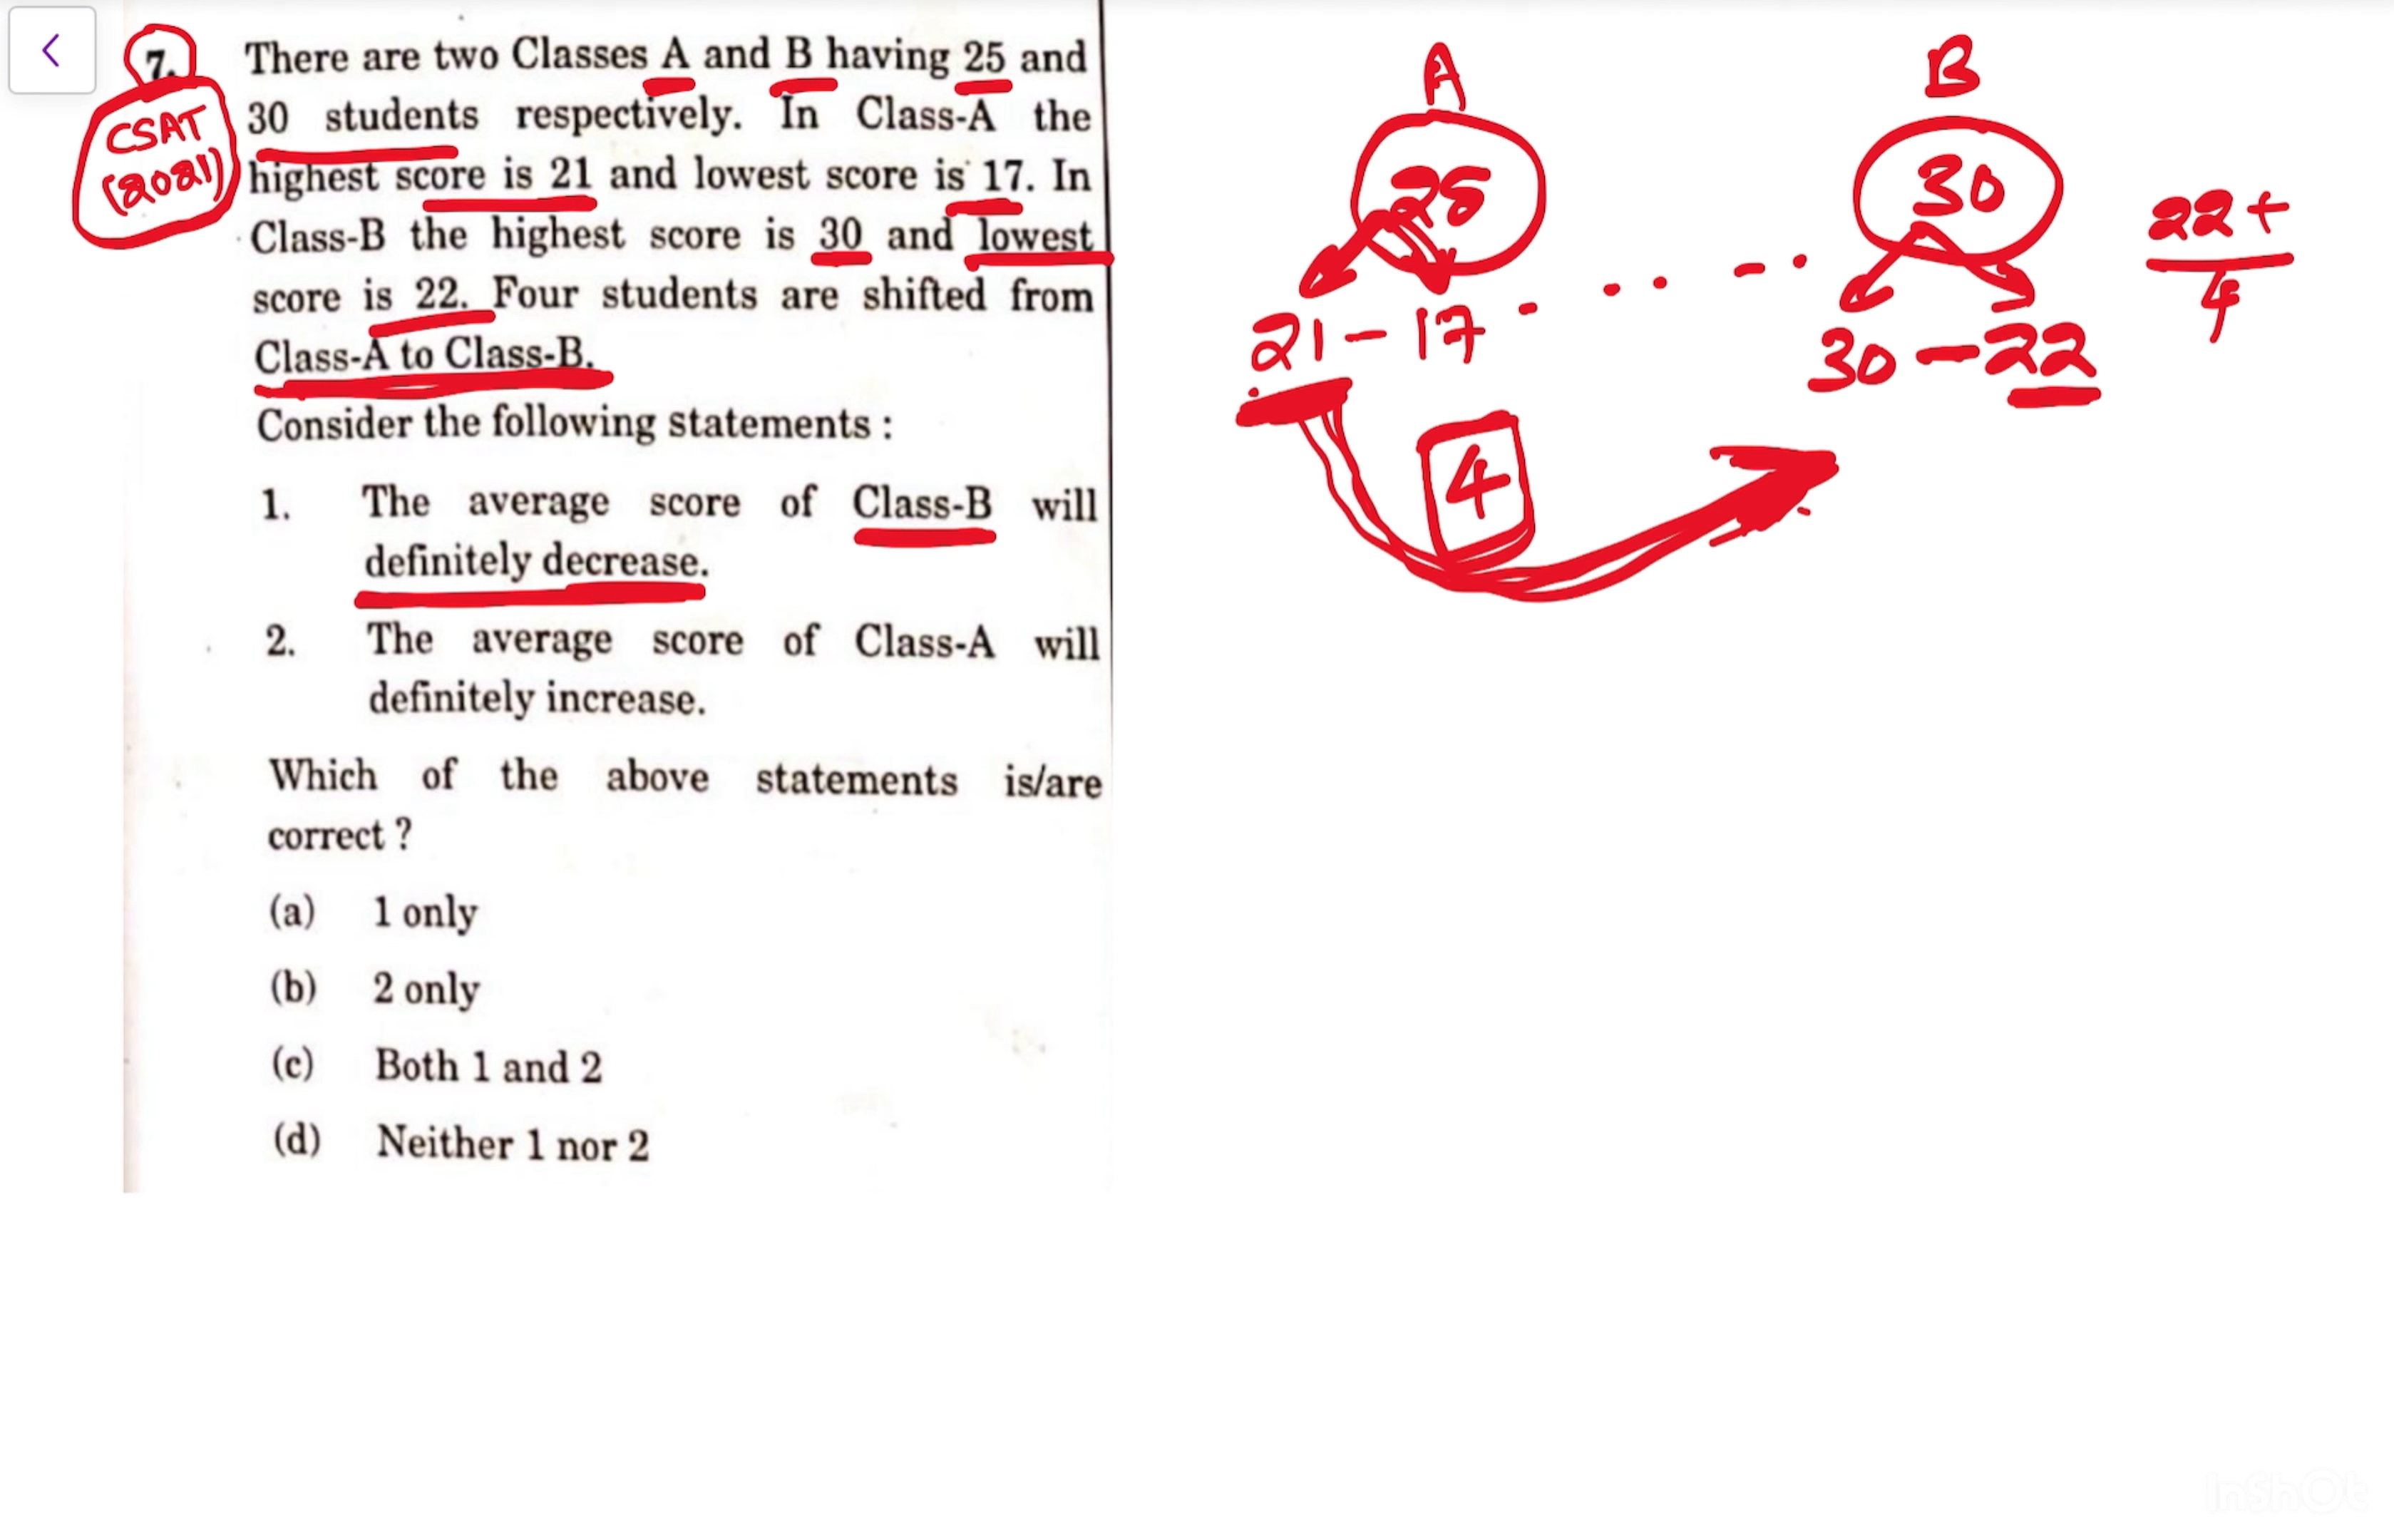 7. There are two Classes A and B having 25 and
CSAT 30 students respectively. In Class-A the
(2021) highest score is 21 and lowest score is 17. In
Class-B the highest score is 30 and lowest
score is 22. Four students are shifted from
Class-A to Class-B.
Consider the following statements :
1. The average score of Class-B will
definitely decrease.
2. The average score of Class-A will
definitely increase.
Which of the above statements is/are
correct ?
(a) 1 only
(b) 2 only
(c) Both 1 and 2
(d) Neither 1 nor 2
A
25
21 - 17
4
B
30
30 - 22
22+
4
InShOt